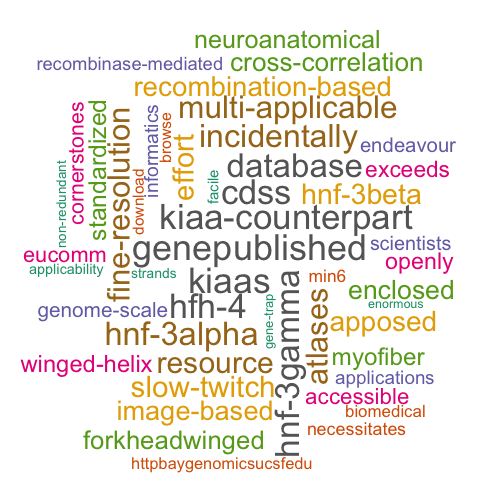 neuroanatomical
recombinase-mediated
cross-correlation
recombination-based
multi-applicable
incidentally
endeavour
database
exceeds
cdss
hnf-3beta
kiaa-counterpart
genepublished
scientists
openly
kiaas
min6
enclosed
enormous
hfh-4
apposed
hnf-3alpha
myofiber
resource
applications
accessible
slow-twitch
biomedical
image-based
necessitates
forkheadwinged
httpbaygenomicsucsfedu
winged-helix
genome-scale
strands
applicability
eucomm
non-redundant
cornerstones
standardized
fine-resolution
download
informatics
browse
effort
facile
gene-trap
hnf-3gamma
atlases